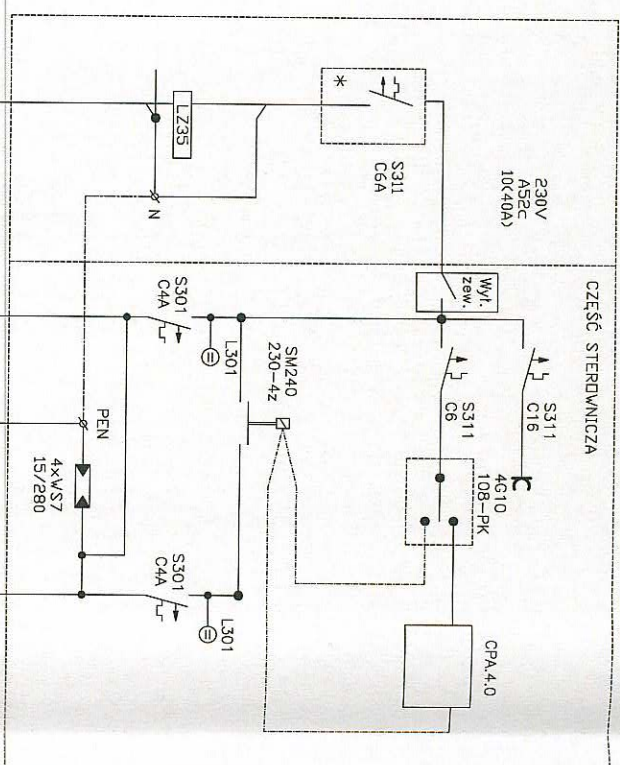 CZĘŚĆ STEROWNICZA
230V
A52c
10(40A)
S311
C6A
*
LZ35
N
Wył.
zew.
S311
C16
S311
C6
4G10
108-PK
CPA.4.0
SM240
230-4z
S301
C4A
L301
S301
C4A
L301
PEN
4xWS7
15/280